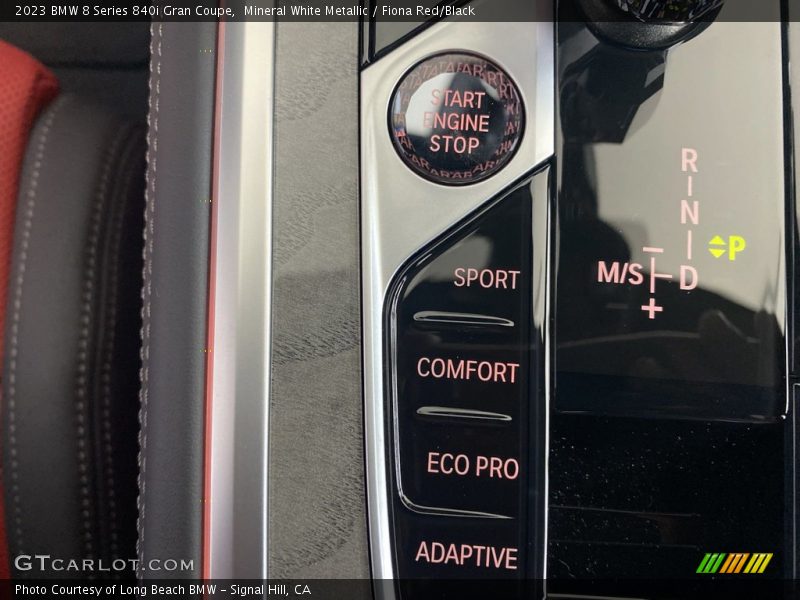 2023 BMW 8 Series 840i Gran Coupe,  Mineral White Metallic / Fiona Red/Black
START
ENGINE
STOP
R
N
P
M/S
D
+
SPORT
COMFORT
ECO PRO
ADAPTIVE
GTcarlot.com
Photo Courtesy of Long Beach BMW – Signal Hill, CA